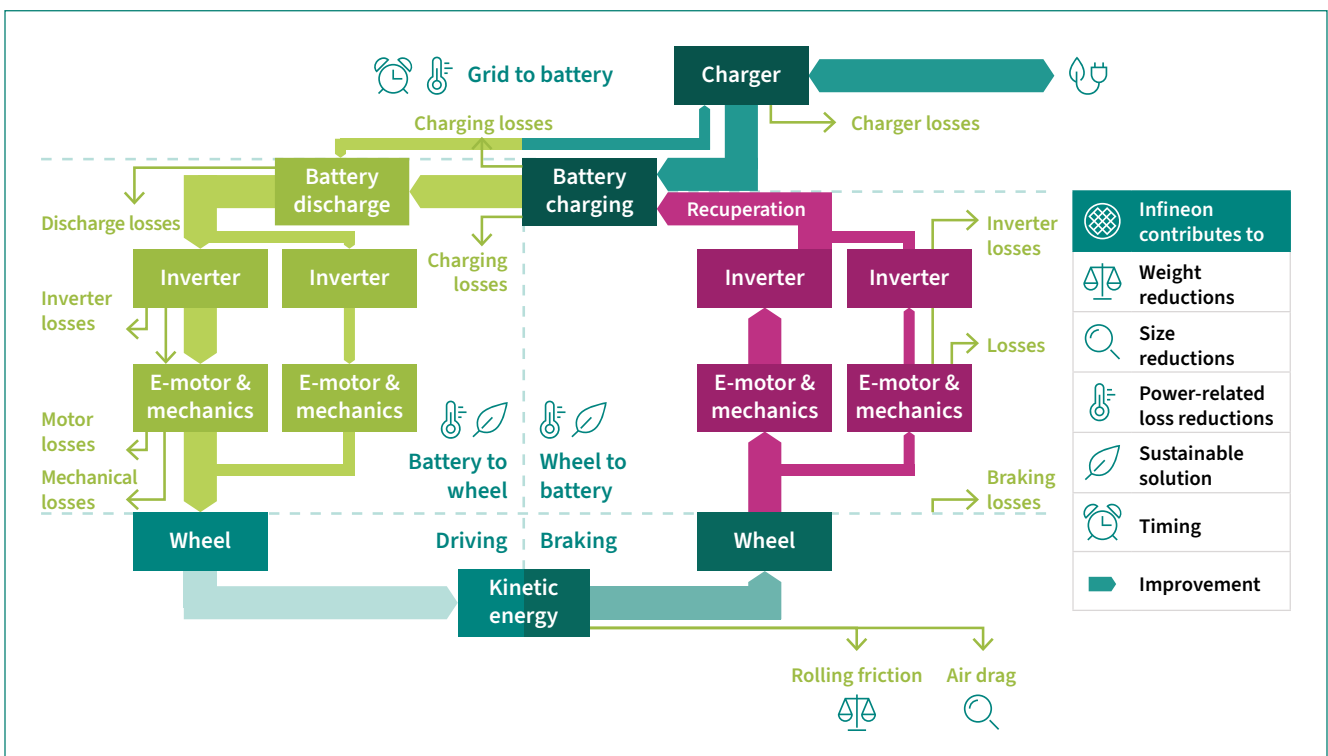 Grid to battery
Charger
Charging losses
Charger losses
Battery
discharge
Battery
charging
Recuperation
Discharge losses
Charging
losses
Inverter
losses
Inverter
Inverter
Inverter
Inverter
Inverter
losses
Losses
E-motor &
mechanics
E-motor &
mechanics
E-motor &
mechanics
E-motor &
mechanics
Motor
losses
Mechanical
losses
Battery to
wheel
Wheel to
battery
Braking
losses
Wheel
Driving
Braking
Wheel
Kinetic
energy
Rolling friction
Air drag
Infineon
contributes to
Weight
reductions
Size
reductions
Power-related
loss reductions
Sustainable
solution
Timing
Improvement